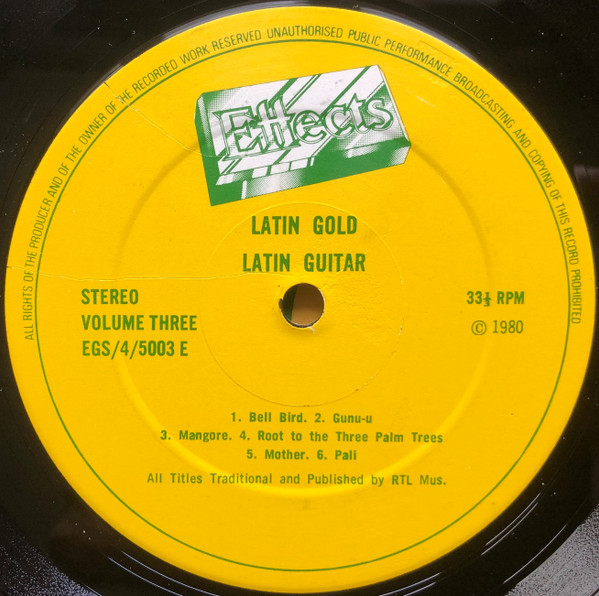 ALL RIGHTS OF THE PRODUCER AND OF THE OWNER OF THE RECORDED WORK RESERVED UNAUTHORISED PUBLIC PERFORMANCE BROADCASTING AND COPYING OF THIS RECORD PROHIBITED
Effects
LATIN GOLD
LATIN GUITAR
STEREO
33⅓ RPM
VOLUME THREE
© 1980
EGS/4/5003 E
1. Bell Bird. 2. Gunu-u
3. Mangore. 4. Root to the Three Palm Trees
5. Mother. 6. Pali
All Titles Traditional and Published by RTL Mus.